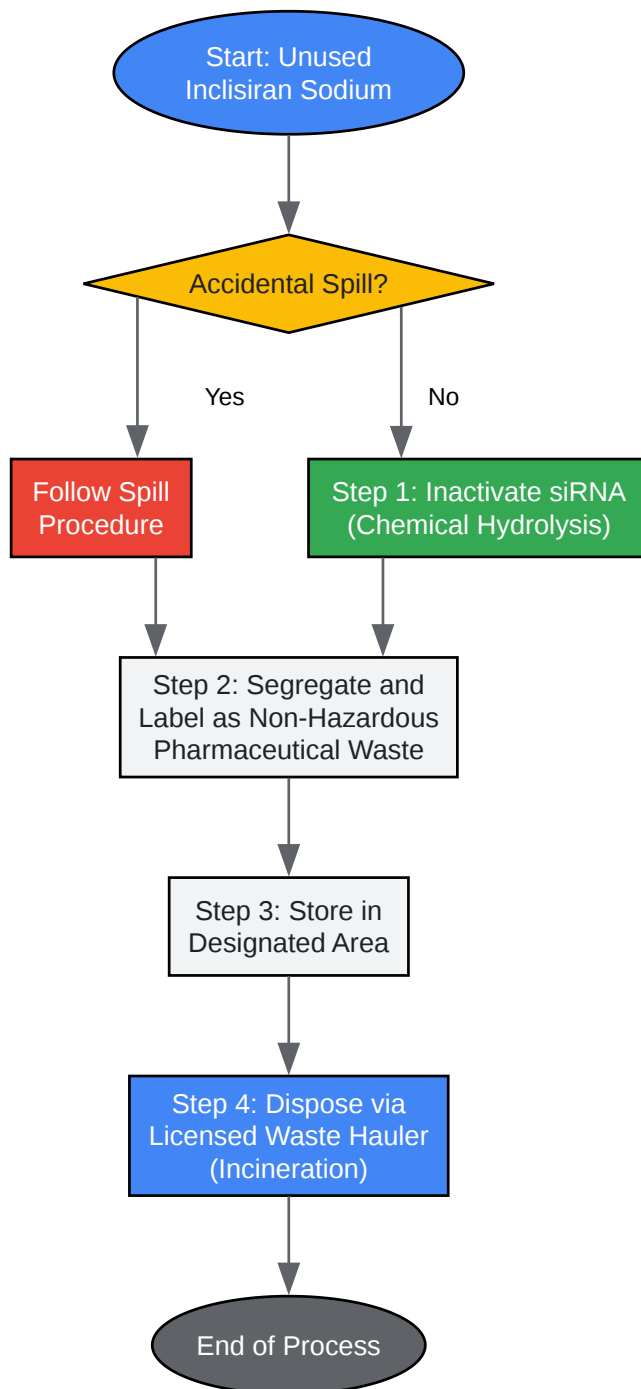 Start: Unused
Inclisiran Sodium
Accidental Spill?
Yes
No
Follow Spill
Procedure
Step 1: Inactivate siRNA
(Chemical Hydrolysis)
Step 2: Segregate and
Label as Non-Hazardous
Pharmaceutical Waste
Step 3: Store in
Designated Area
Step 4: Dispose via
Licensed Waste Hauler
(Incineration)
End of Process